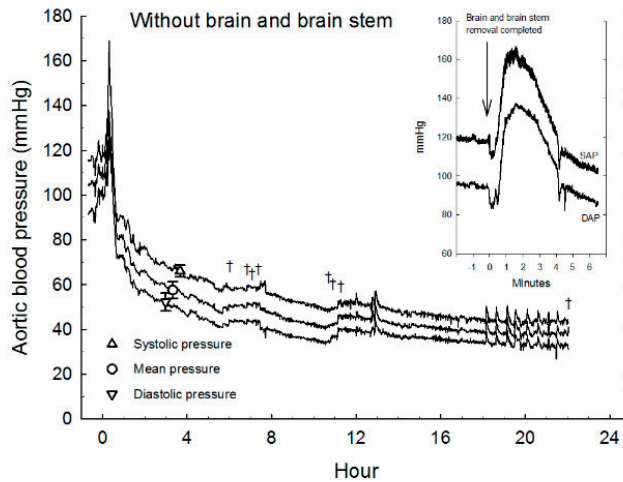 Without brain and brain stem
Aortic blood pressure (mmHg)
180
160
140
120
100
80
60
40
20
0
† † † † † † † †
△ Systolic pressure
○ Mean pressure
▽ Diastolic pressure
0 4 8 12 16 20 24
Hour
Brain and brain stem
removal completed
mmHg
180
160
140
120
100
80
60
SAP
DAP
-1 0 1 2 3 4 5 6
Minutes